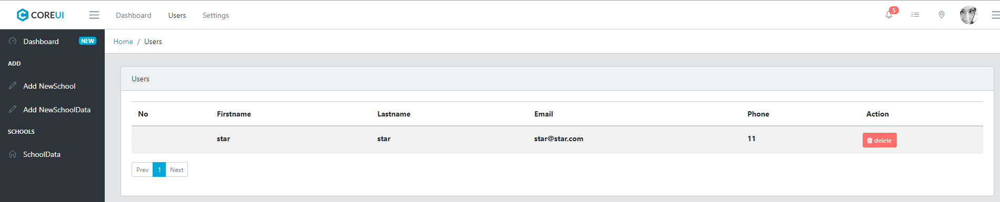 COREUI Dashboard Users Settings 5
Dashboard NEW
Home / Users
ADD
Add NewSchool
Add NewSchoolData
SCHOOLS
SchoolData
Users
No Firstname Lastname Email Phone Action
star star star@star.com 11 delete
Prev 1 Next